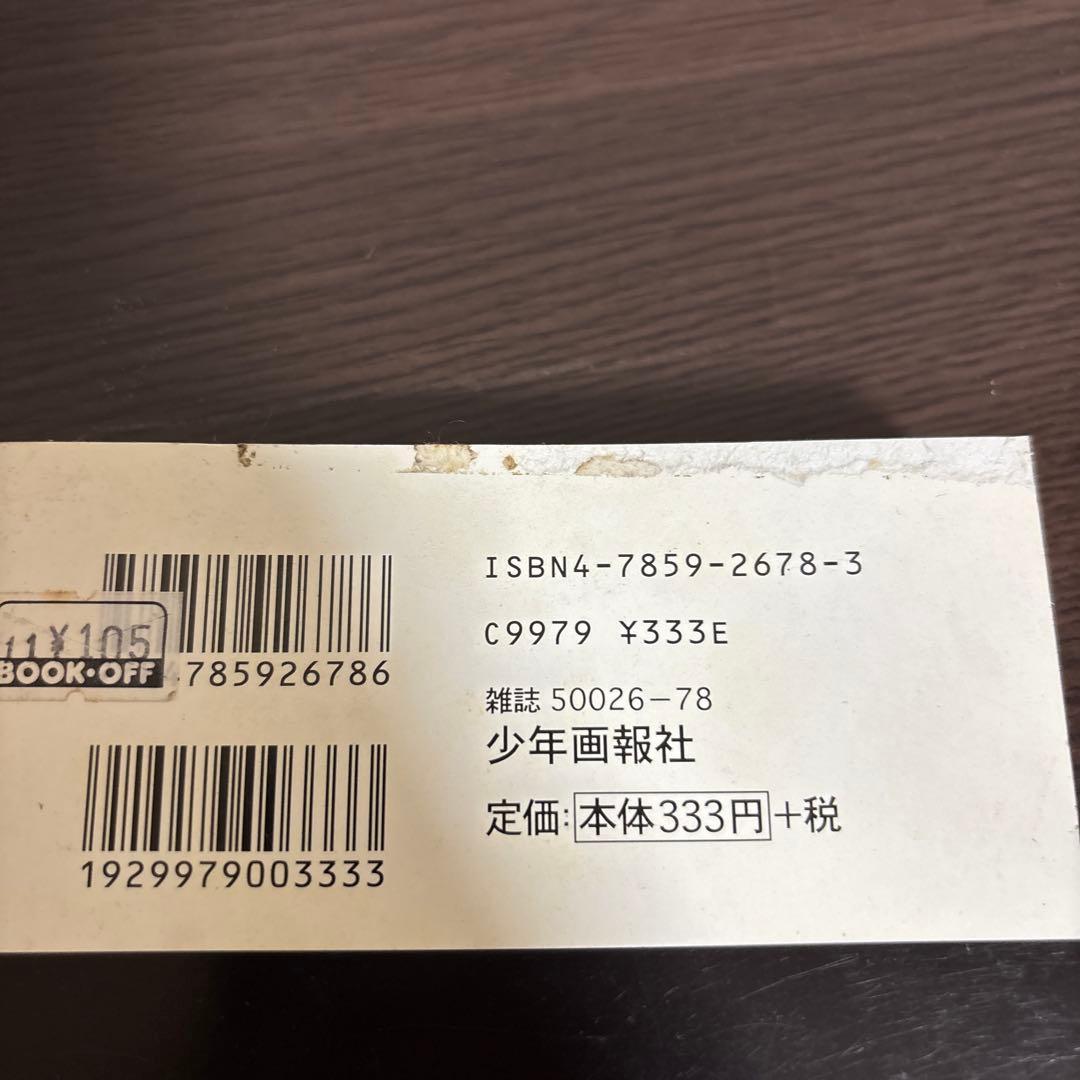 ISBN4-7859-2678-3
C9979 ¥333E
雑誌 50026-78
少年画報社
定価:本体333円+税
11 ¥105
BOOK・OFF
4785926786
1929979003333